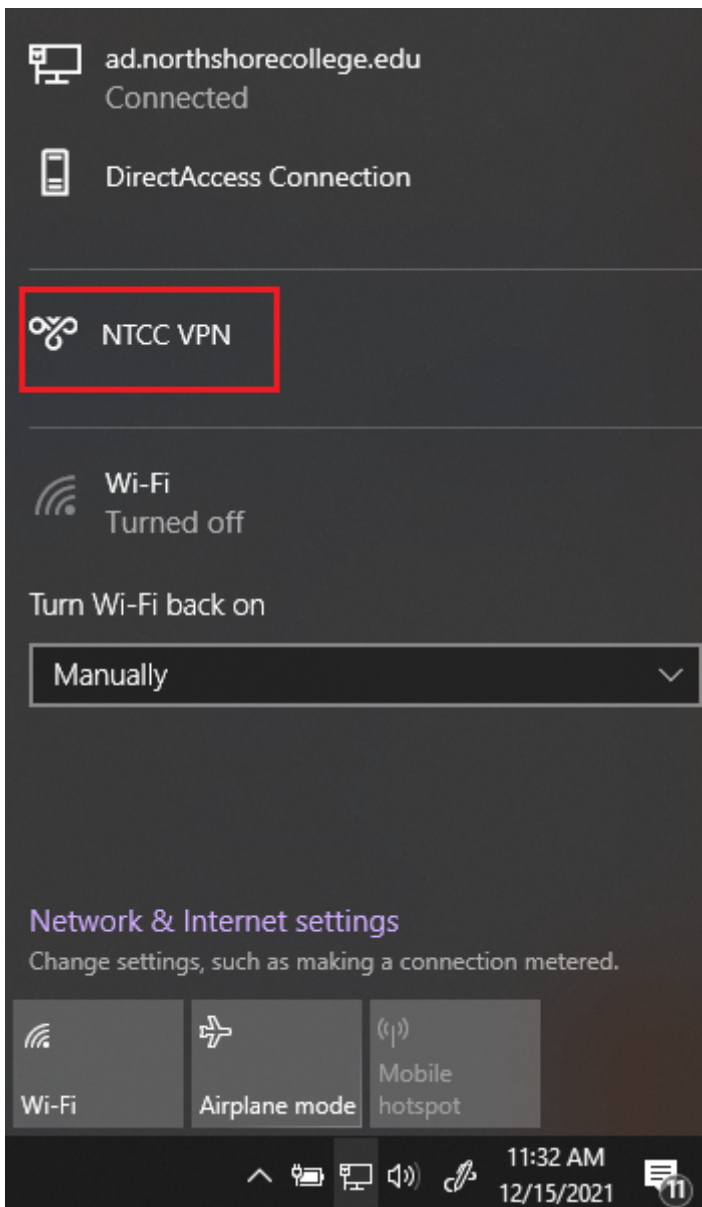 ad.northshorecollege.edu
Connected
DirectAccess Connection
NTCC VPN
Wi-Fi
Turned off
Turn Wi-Fi back on
Manually
Network & Internet settings
Change settings, such as making a connection metered.
Wi-Fi
Airplane mode
Mobile
hotspot
11:32 AM
12/15/2021
11